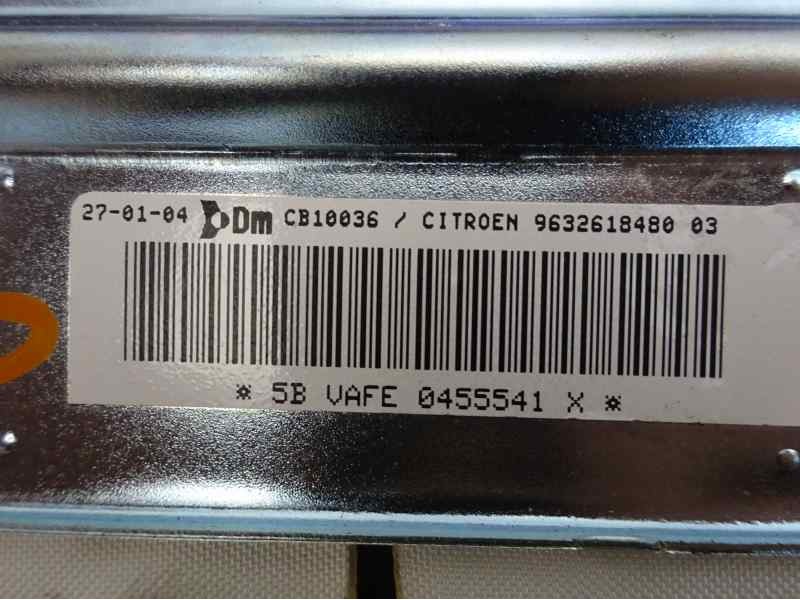 27-01-04 Dm CB10036 / CITROEN 9632618480 03
* 5B VAFE 0455541 X *